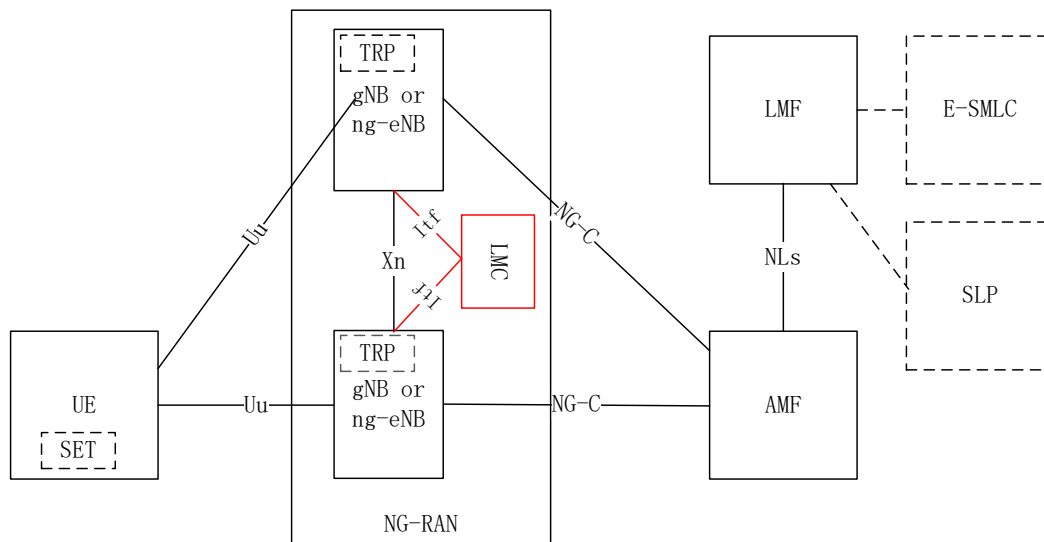 TRP
gNB or
ng-eNB
LMF
E-SMLC
Uu
Itf
NG-C
Xn
LMC
NLs
Itf
SLP
TRP
gNB or
ng-eNB
UE
SET
Uu
NG-C
AMF
NG-RAN